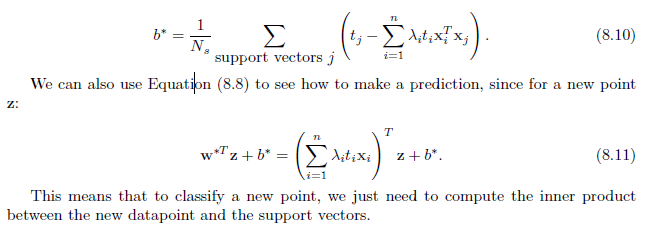 b* = 1/N_s ∑_{support vectors j} ( t_j − ∑_{i=1}^{n} λ_i t_i x_i^T x_j ) . (8.10)
We can also use Equation (8.8) to see how to make a prediction, since for a new point
z:
w*^T z + b* = ( ∑_{i=1}^{n} λ_i t_i x_i )^T z + b*. (8.11)
This means that to classify a new point, we just need to compute the inner product
between the new datapoint and the support vectors.